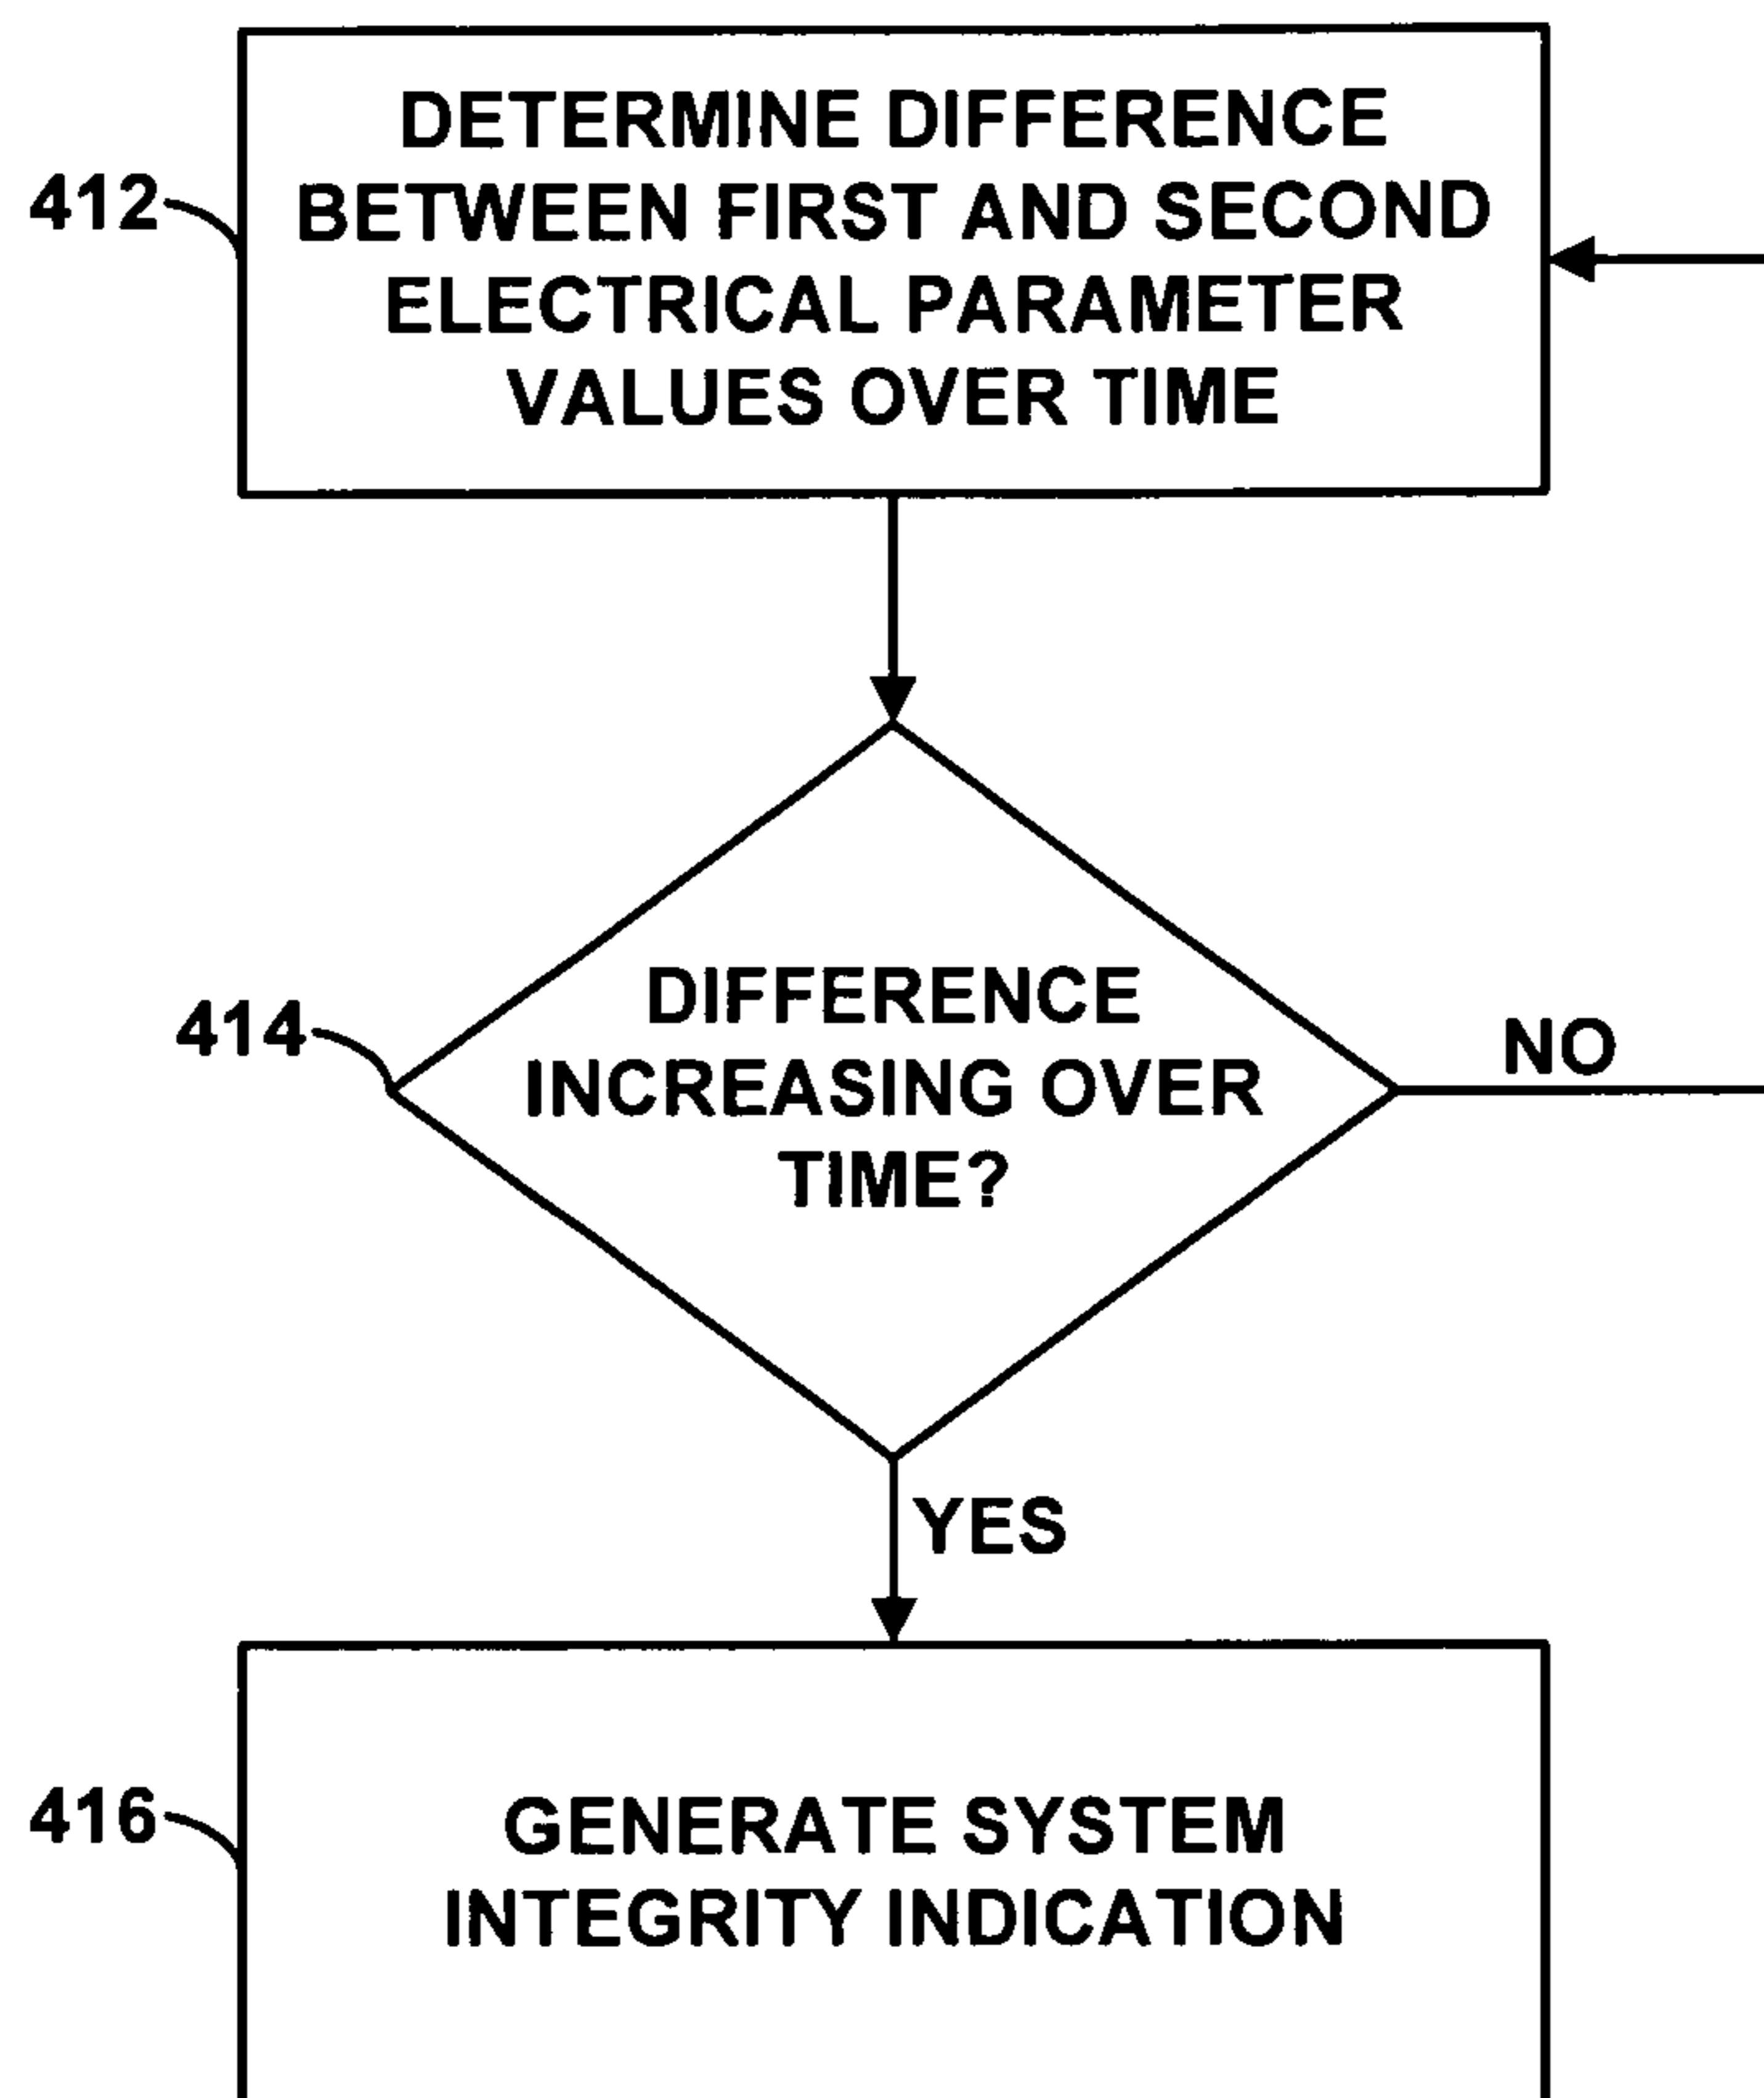 DETERMINE DIFFERENCE
412
BETWEEN FIRST AND SECOND
ELECTRICAL PARAMETER
VALUES OVER TIME
DIFFERENCE
414
INCREASING OVER
TIME?
NO
YES
416
GENERATE SYSTEM
INTEGRITY INDICATION